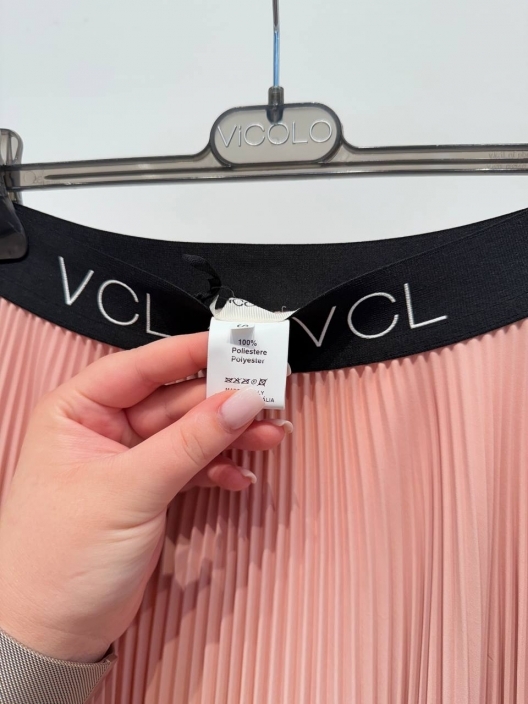 ViCOLO
VCL
VCL
100%
Poliestere
Polyester